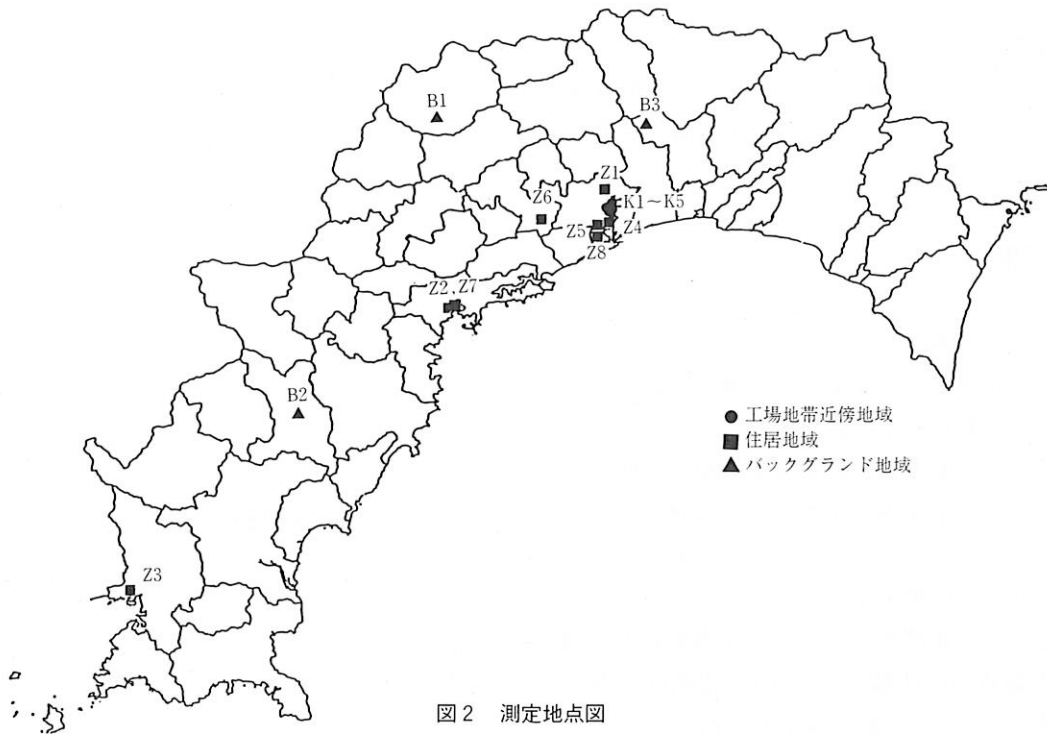 B1
B3
Z1
K1～K5
Z6
Z5
Z4
Z8
Z2,Z7
B2
● 工場地帯近傍地域
■ 住居地域
▲ バックグランド地域
Z3
図2 測定地点図